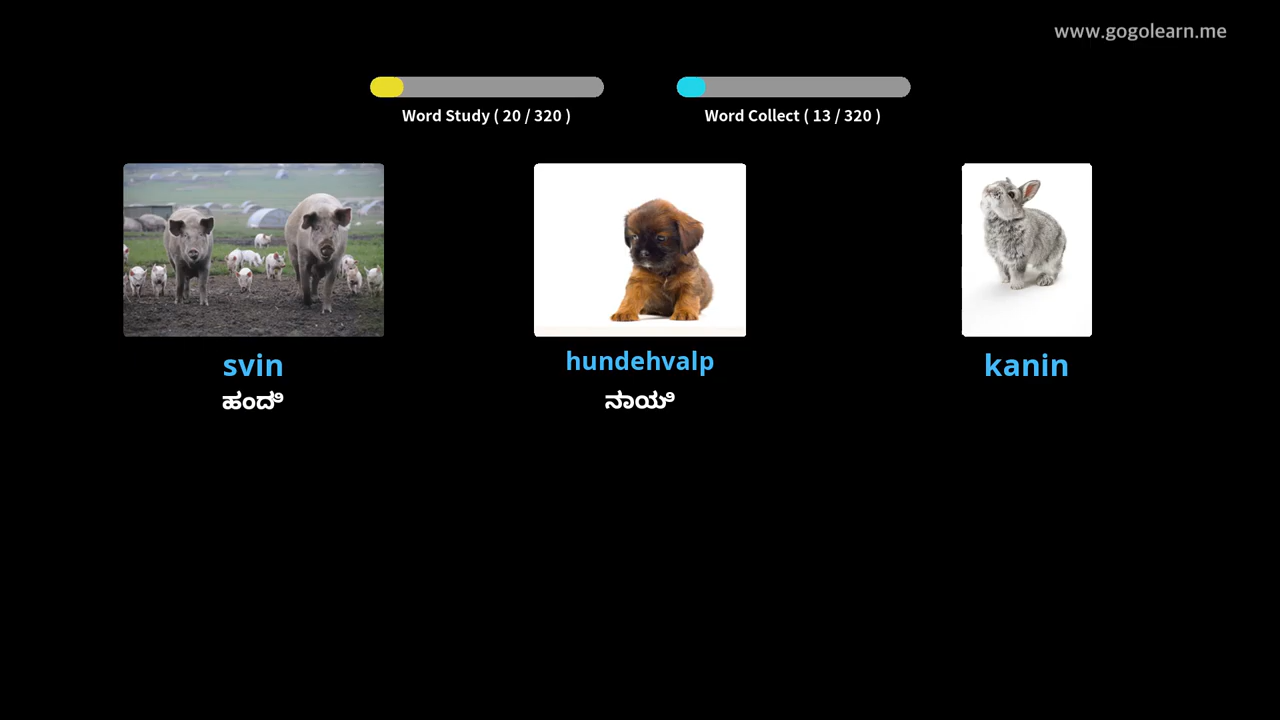 www.gogolearn.me
Word Study ( 20 / 320 )
Word Collect ( 13 / 320 )
svin
hundehvalp
kanin
ಹಂದಿ
ನಾಯಿ